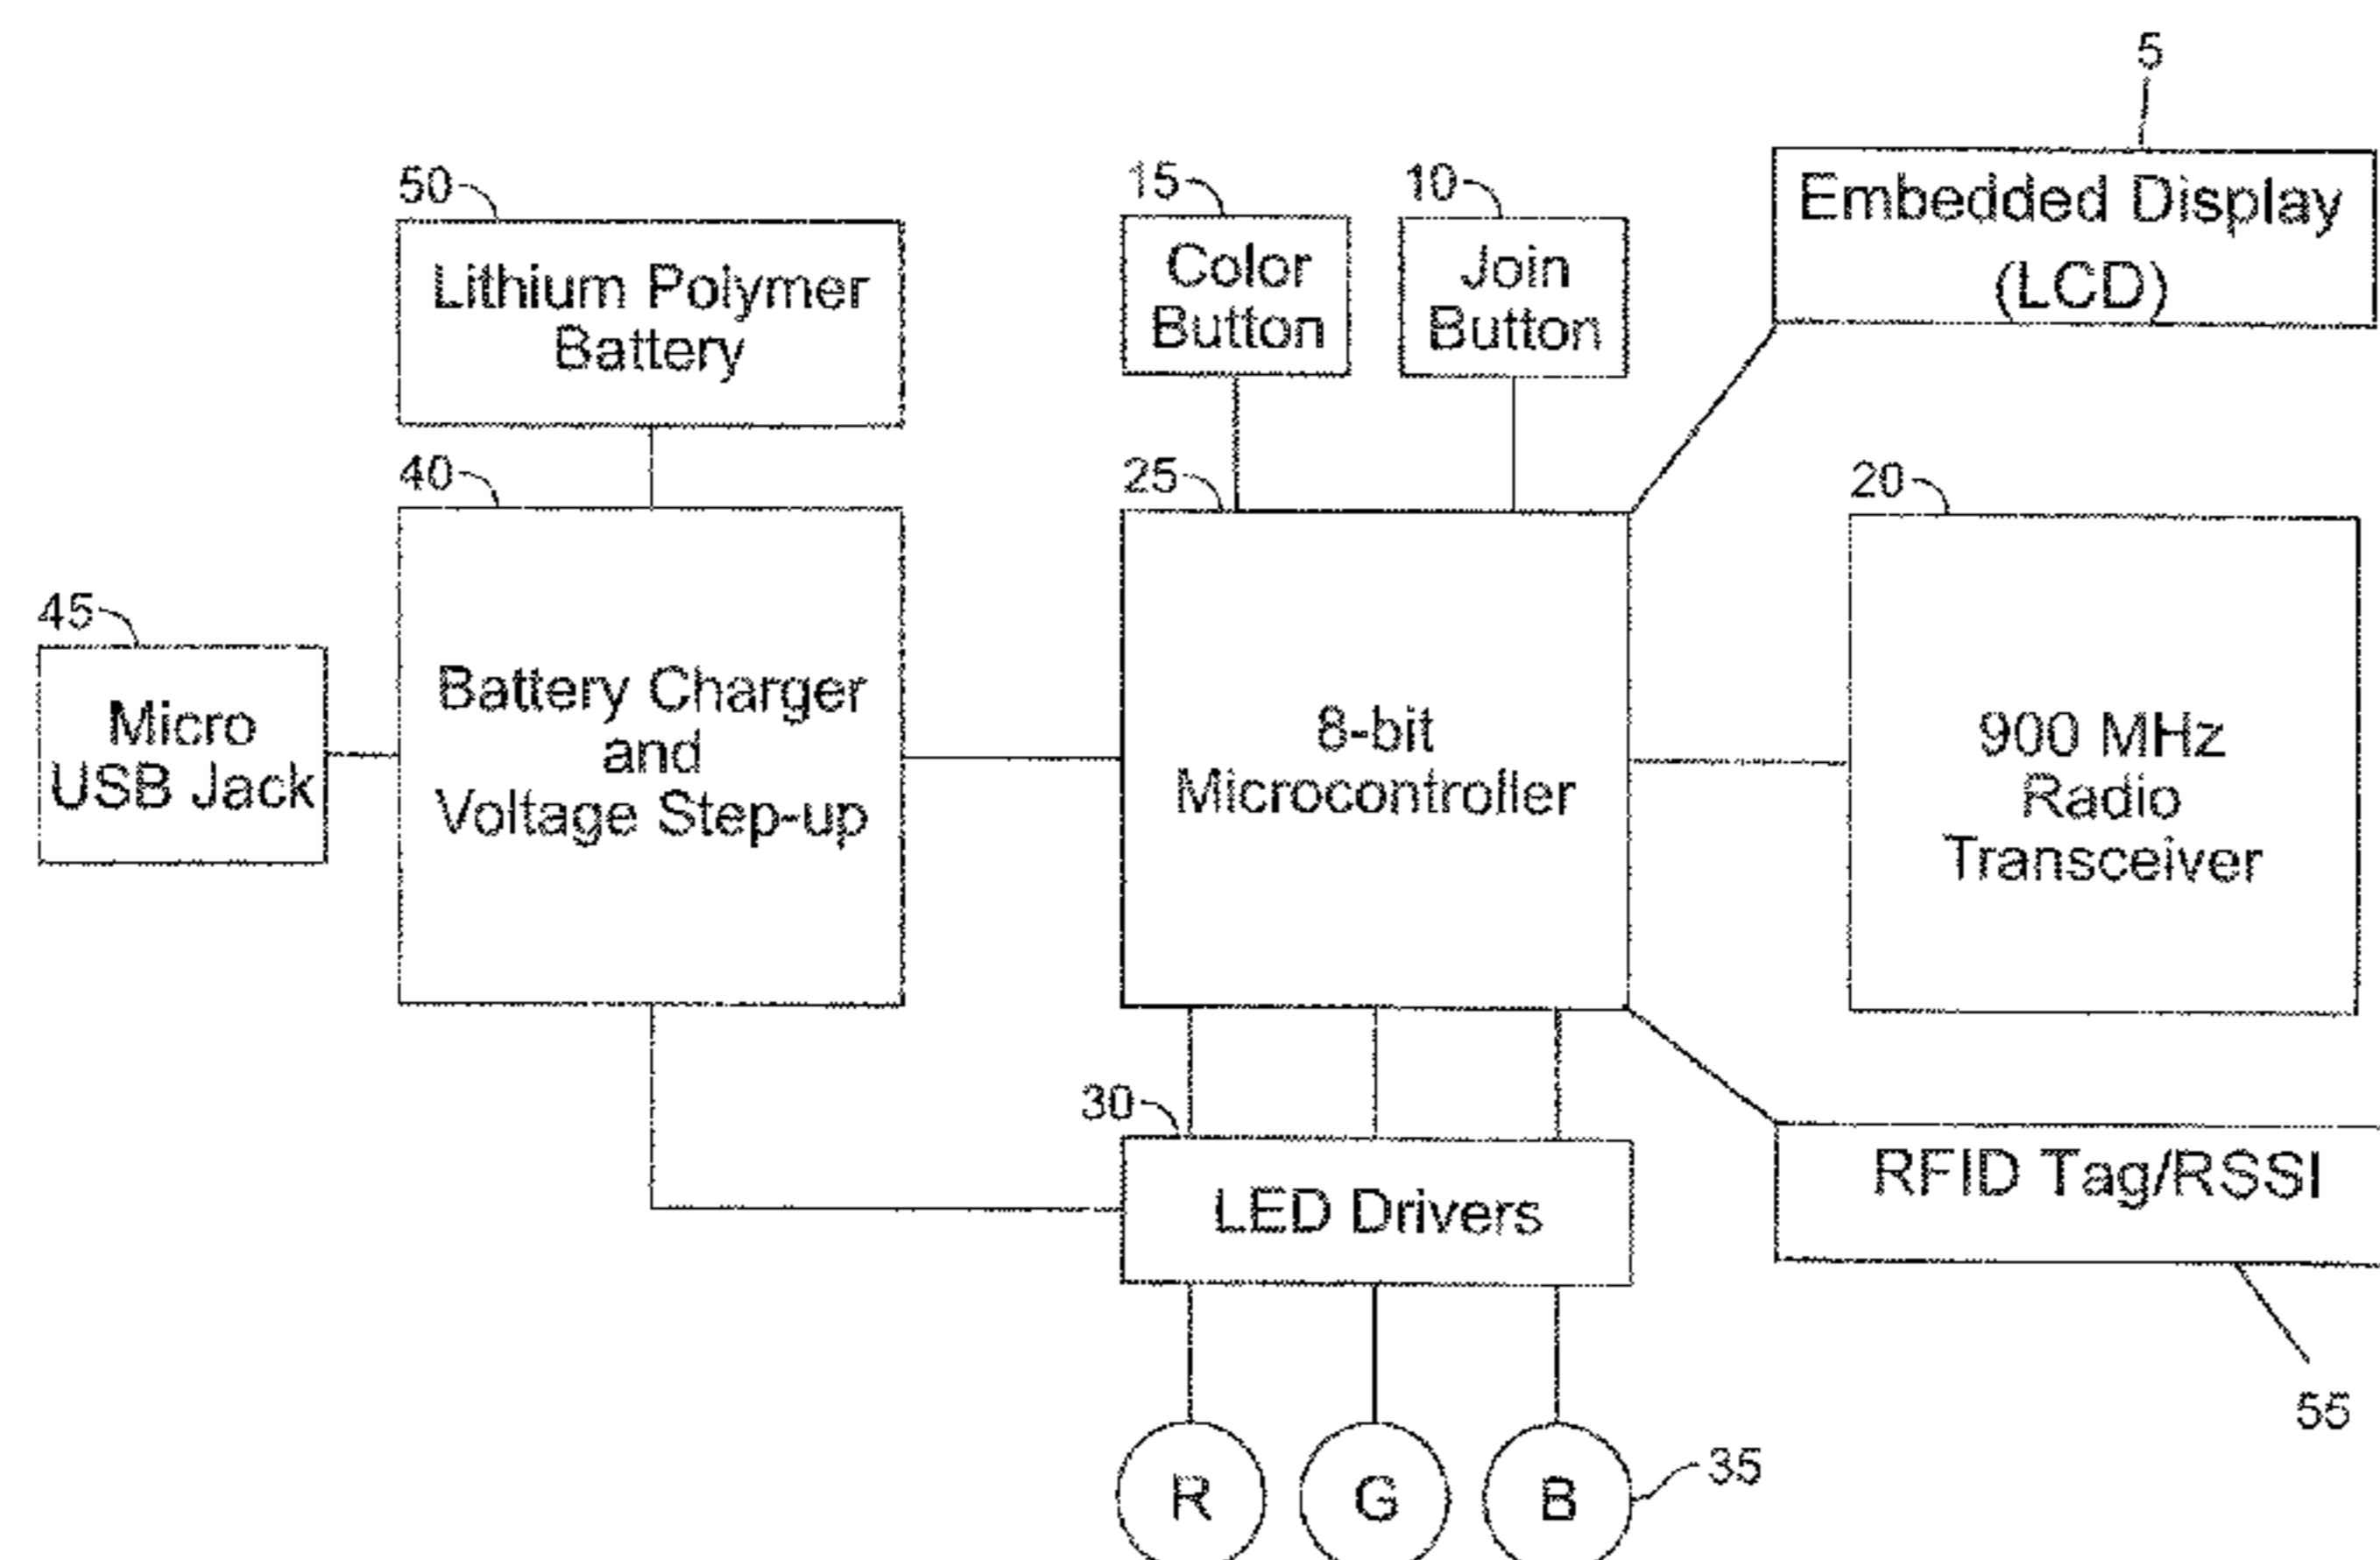 5
50
15
10
Embedded Display
(LCD)
Lithium Polymer
Battery
Color
Button
Join
Button
40
25
20
45
Micro
USB Jack
Battery Charger
and
Voltage Step-up
8-bit
Microcontroller
900 MHz
Radio
Transceiver
30
LED Drivers
RFID Tag/RSSI
55
R
G
B
35